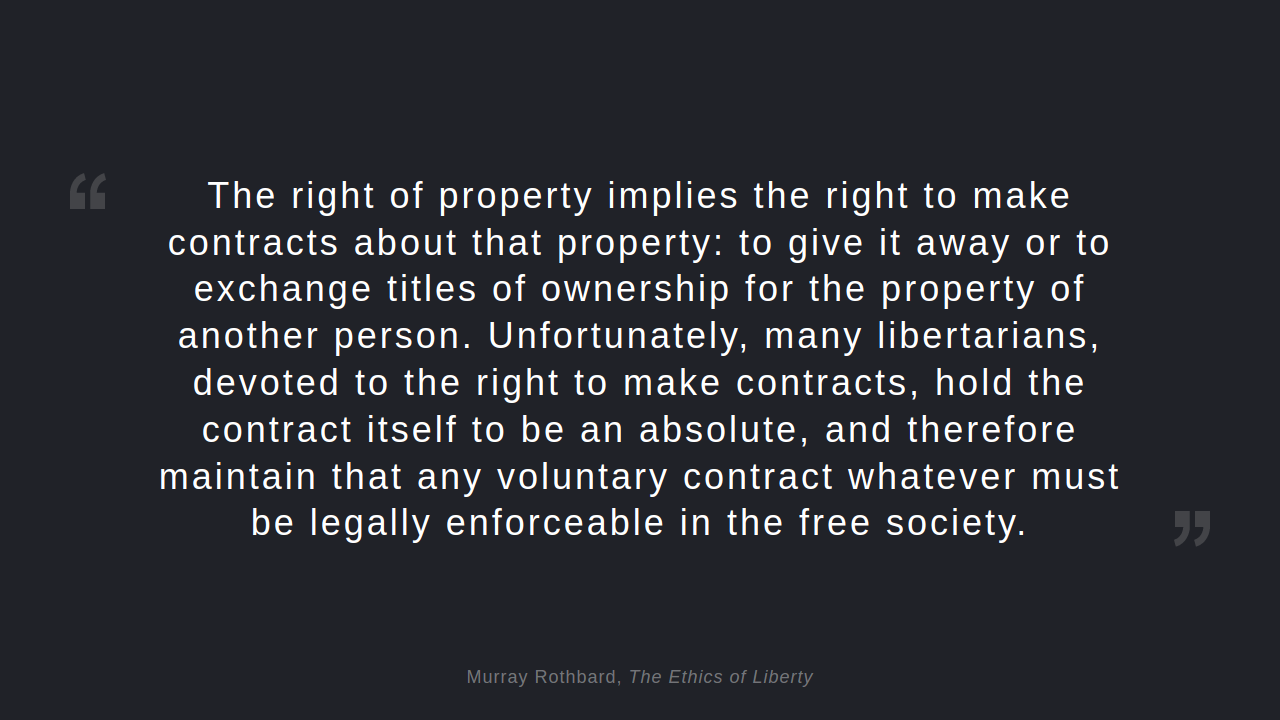 “
The right of property implies the right to make
contracts about that property: to give it away or to
exchange titles of ownership for the property of
another person. Unfortunately, many libertarians,
devoted to the right to make contracts, hold the
contract itself to be an absolute, and therefore
maintain that any voluntary contract whatever must
be legally enforceable in the free society.
”
Murray Rothbard, The Ethics of Liberty